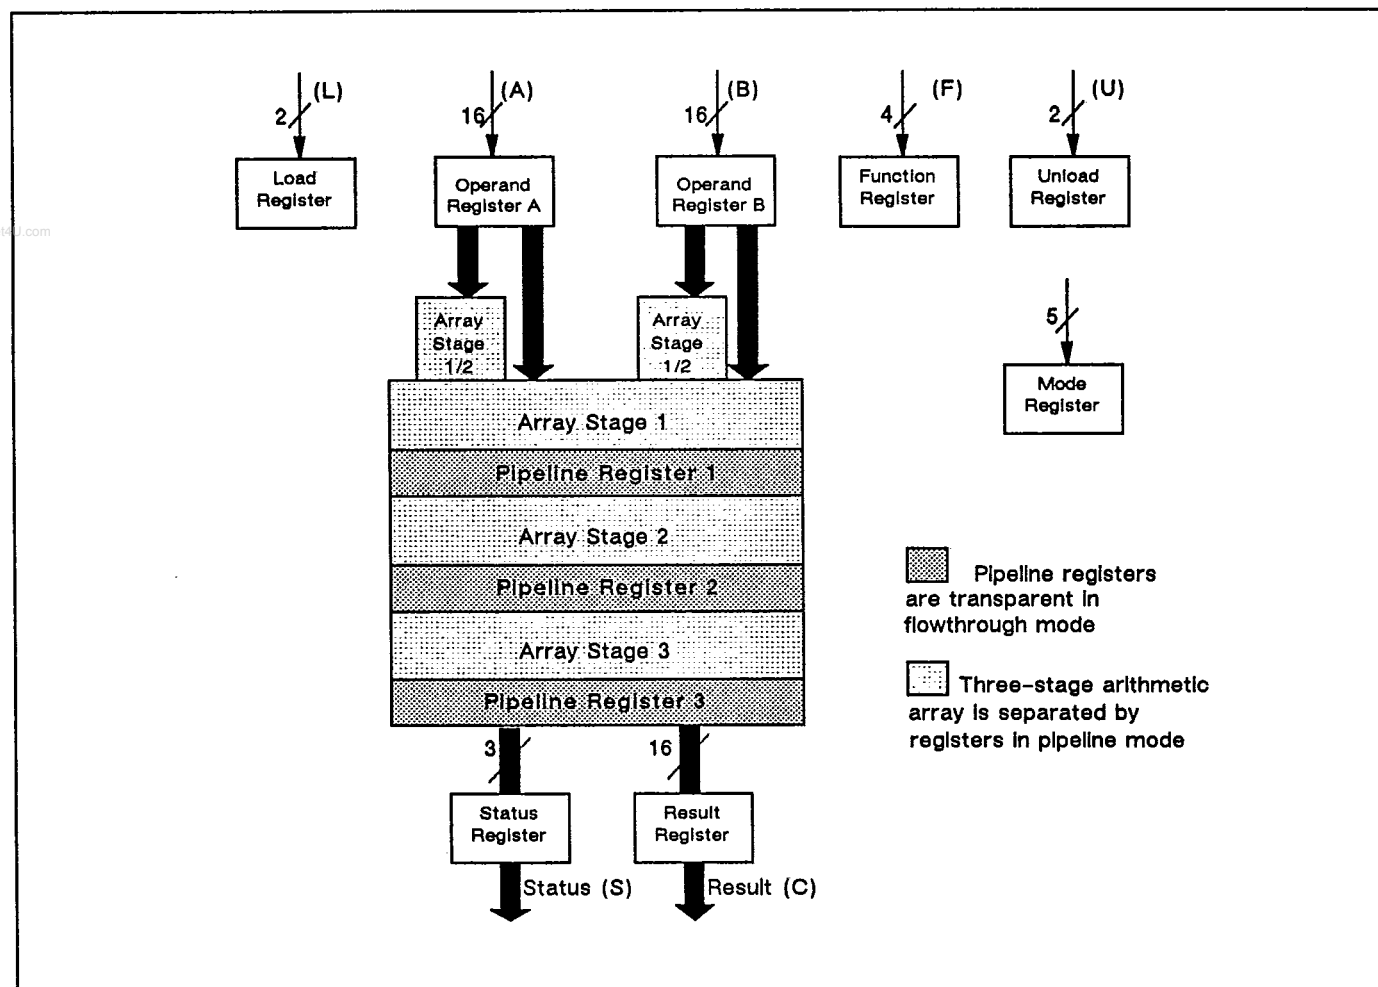 (L)
2
(A)
16
(B)
16
(F)
4
(U)
2
Load
Register
Operand
Register A
Operand
Register B
Function
Register
Unload
Register
t4U.com
Array
Stage
1/2
Array
Stage
1/2
5
Mode
Register
Array Stage 1
Pipeline Register 1
Array Stage 2
Pipeline Register 2
Array Stage 3
Pipeline Register 3
Pipeline registers
are transparent in
flowthrough mode
Three-stage arithmetic
array is separated by
registers in pipeline mode
3
16
Status
Register
Result
Register
Status (S)
Result (C)